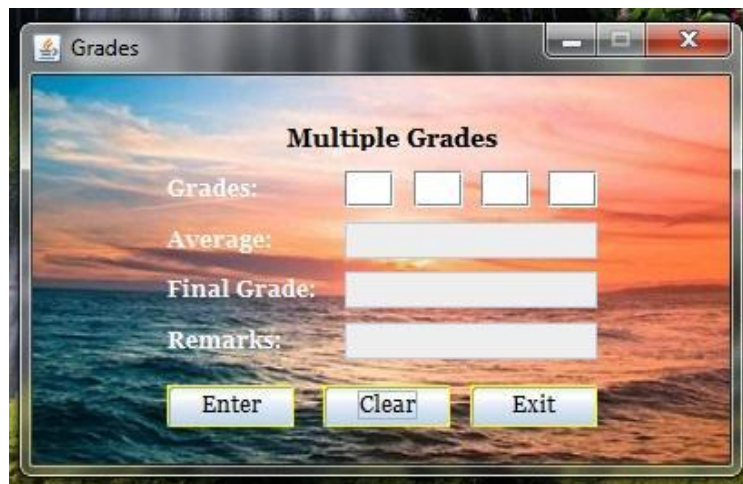 Grades
Multiple Grades
Grades:
Average:
Final Grade:
Remarks:
Enter Clear Exit